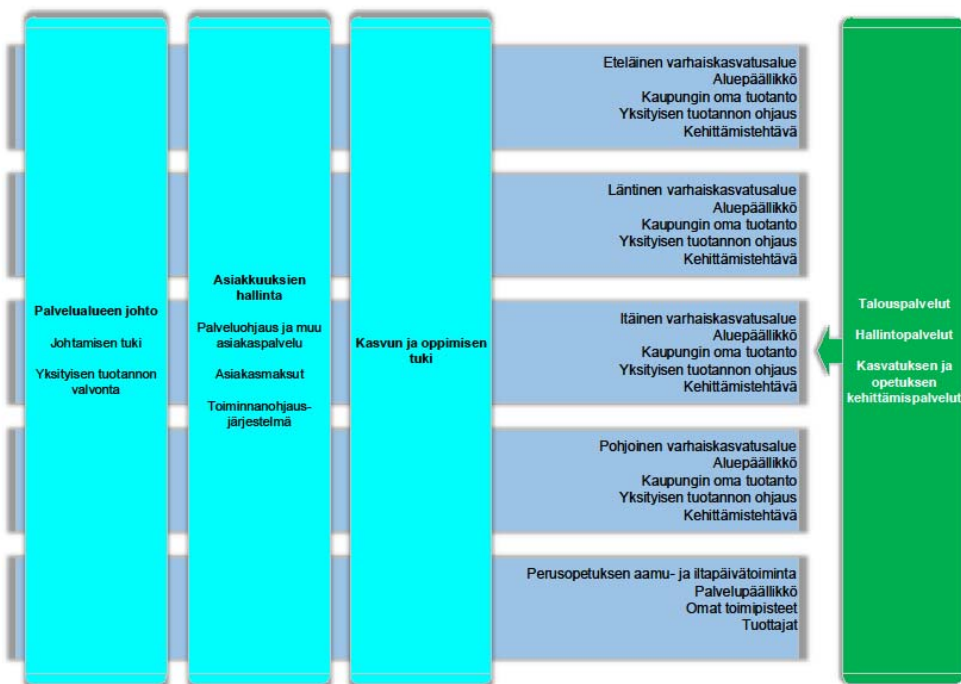 Palvelualueen johto
Johtamisen tuki
Yksityisen tuotannon
valvonta
Asiakkuuksien
hallinta
Palveluohjaus ja muu
asiakaspalvelu
Asiakasmaksut
Toiminnanohjaus-
järjestelmä
Kasvun ja oppimisen
tuki
Eteläinen varhaiskasvatusalue
Aluepäällikkö
Kaupungin oma tuotanto
Yksityisen tuotannon ohjaus
Kehittämistehtävä
Läntinen varhaiskasvatusalue
Aluepäällikkö
Kaupungin oma tuotanto
Yksityisen tuotannon ohjaus
Kehittämistehtävä
Itäinen varhaiskasvatusalue
Aluepäällikkö
Kaupungin oma tuotanto
Yksityisen tuotannon ohjaus
Kehittämistehtävä
Pohjoinen varhaiskasvatusalue
Aluepäällikkö
Kaupungin oma tuotanto
Yksityisen tuotannon ohjaus
Kehittämistehtävä
Perusopetuksen aamu- ja iltapäivätoiminta
Palvelupäällikkö
Omat toimipisteet
Tuottajat
Talouspalvelut
Hallintopalvelut
Kasvatuksen ja
opetuksen
kehittämispalvelut